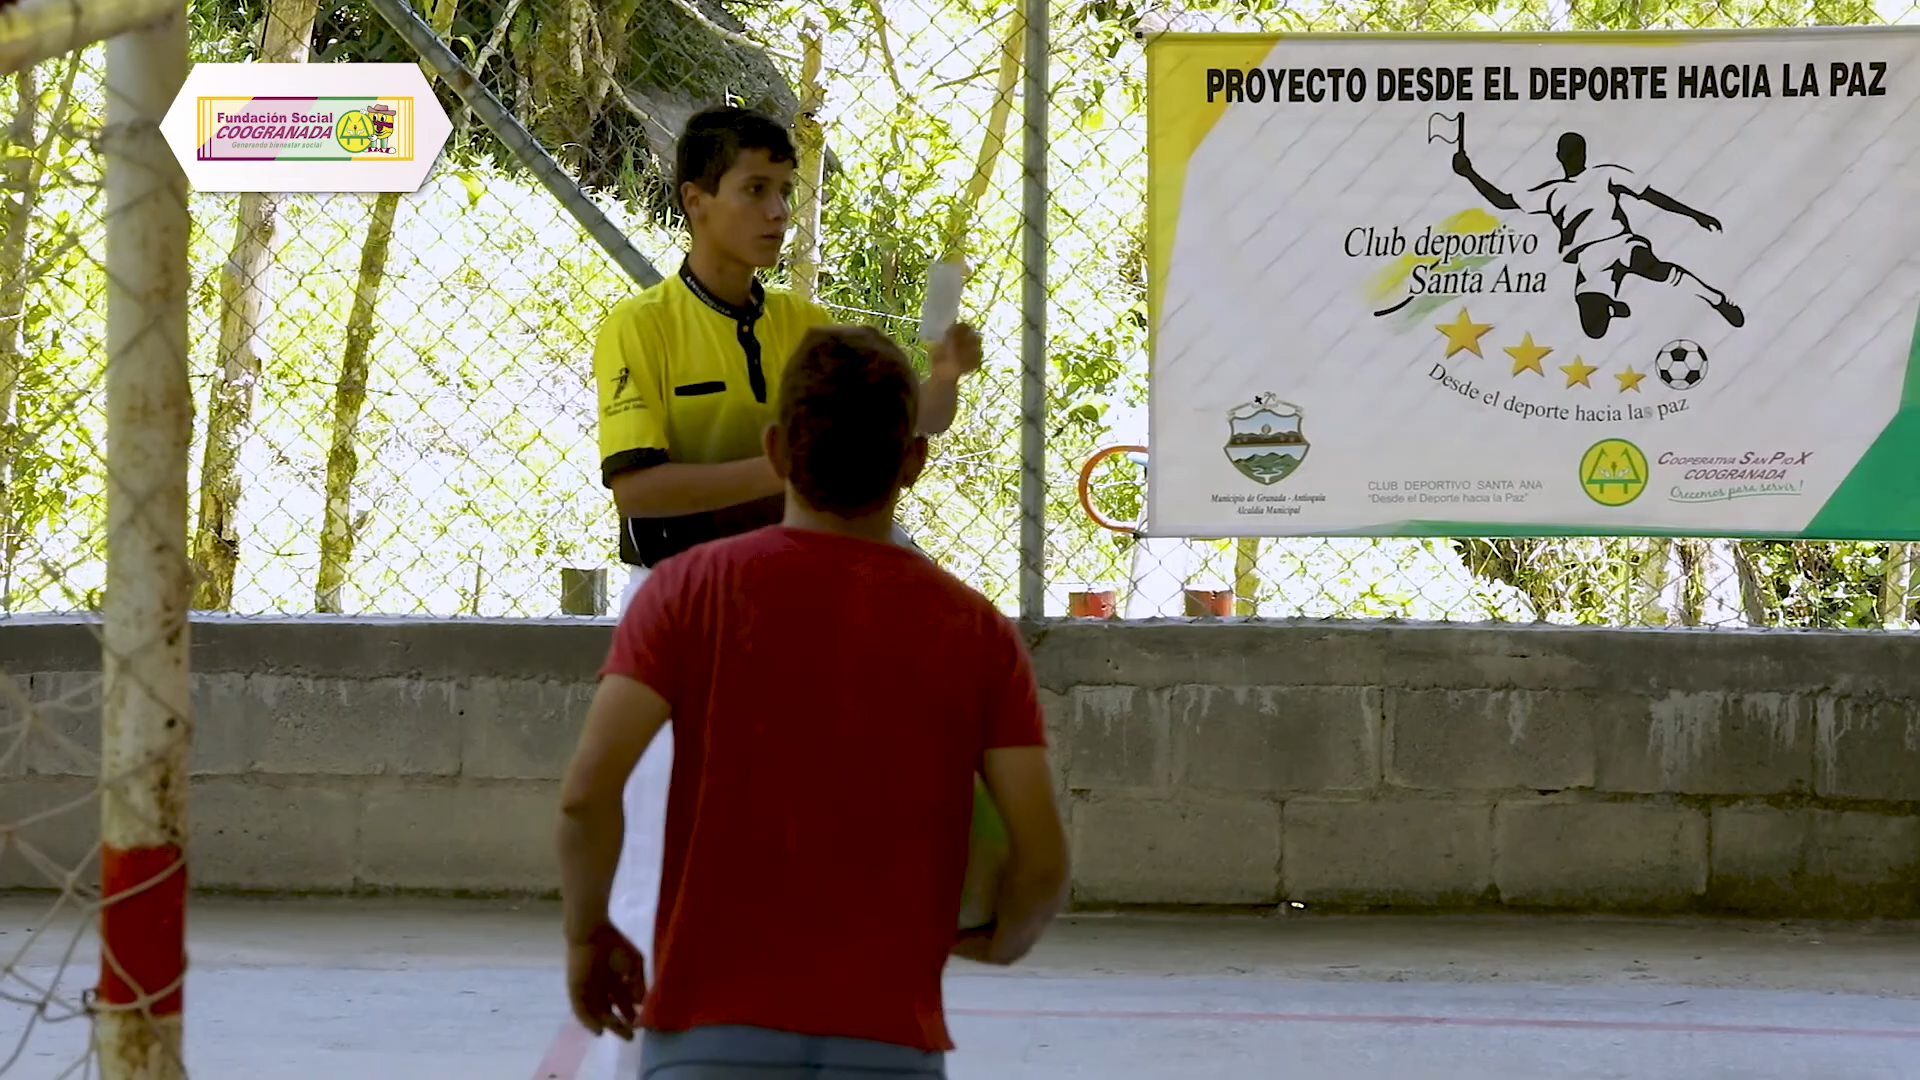 Fundación Social
COOGRANADA
Generando bienestar social
PROYECTO DESDE EL DEPORTE HACIA LA PAZ
Club deportivo
Santa Ana
Desde el deporte hacia las paz
Municipio de Granada - Antioquia
Alcaldía Municipal
CLUB DEPORTIVO SANTA ANA
"Desde el Deporte hacia la Paz"
COOPERATIVA SAN PIO X
COOGRANADA
Crecemos para servir!